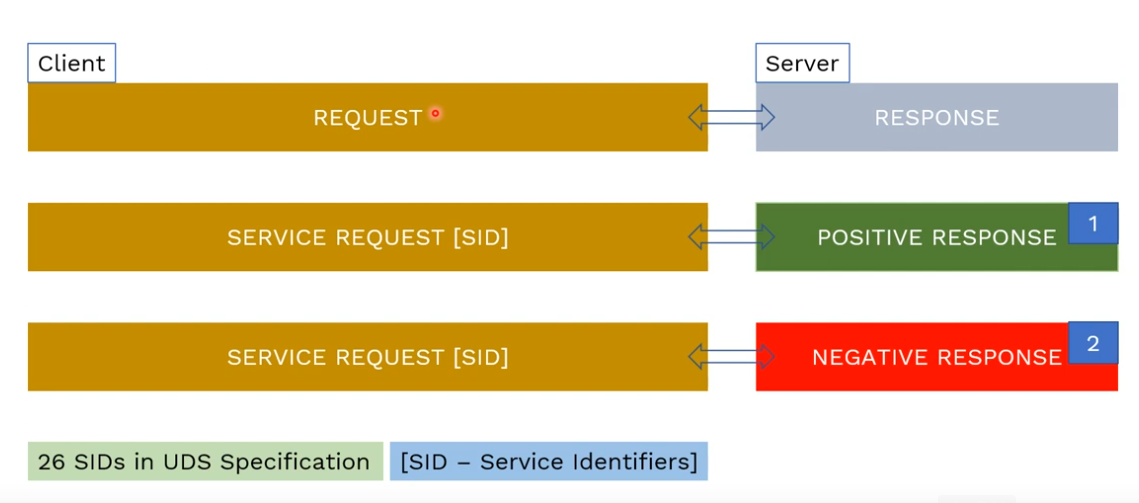 Client
Server
REQUEST
RESPONSE
SERVICE REQUEST [SID]
POSITIVE RESPONSE
1
SERVICE REQUEST [SID]
NEGATIVE RESPONSE
2
26 SIDs in UDS Specification
[SID – Service Identifiers]